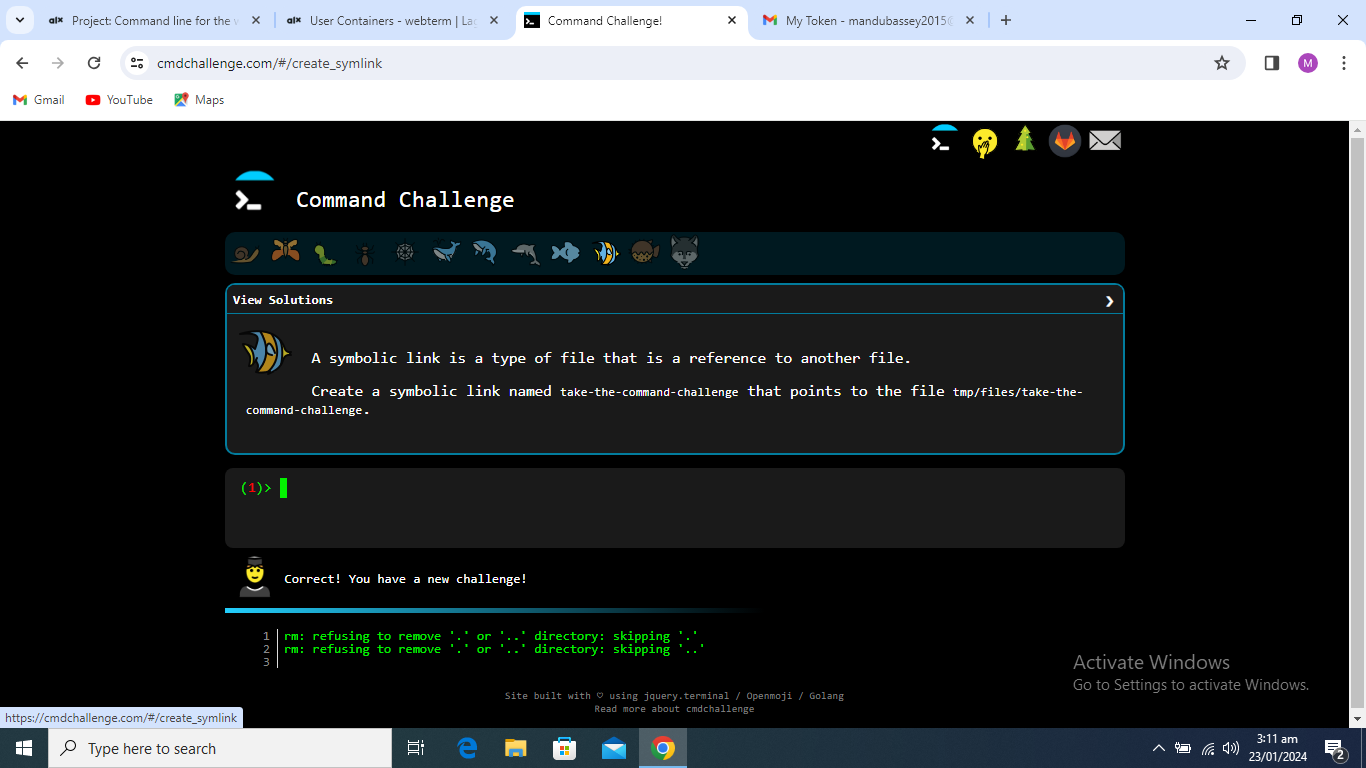 Project: Command line for the w
User Containers - webterm | La
Command Challenge!
My Token - mandubassey2015@
cmdchallenge.com/#/create_symlink
M
Gmail
YouTube
Maps
Command Challenge
View Solutions
A symbolic link is a type of file that is a reference to another file.
Create a symbolic link named take-the-command-challenge that points to the file tmp/files/take-the-
command-challenge.
(1)>
Correct! You have a new challenge!
1 rm: refusing to remove '.' or '..' directory: skipping '.'
2 rm: refusing to remove '.' or '..' directory: skipping '..'
3
Activate Windows
Go to Settings to activate Windows.
Site built with ♡ using jquery.terminal / Openmoji / Golang
Read more about cmdchallenge
https://cmdchallenge.com/#/create_symlink
Type here to search
3:11 am
23/01/2024
2